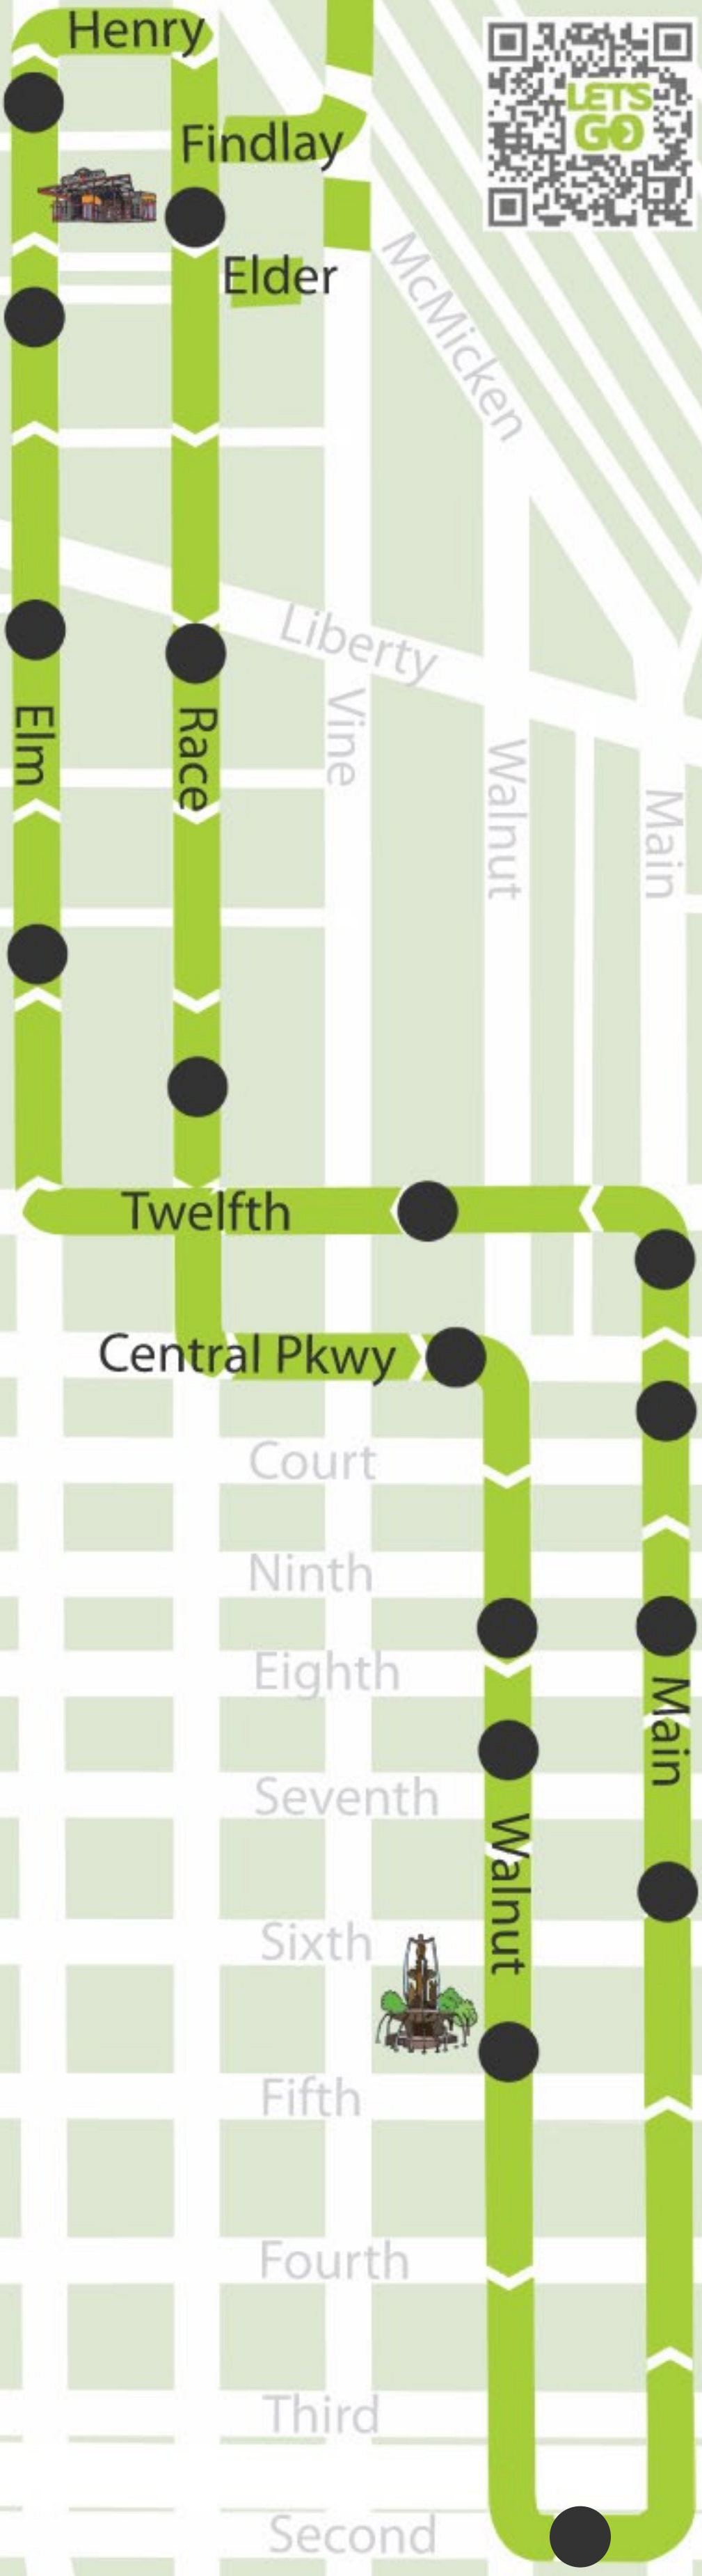 Henry
LETS
GO
Findlay
Elder
McMicken
Liberty
Elm
Race
Vine
Walnut
Main
Twelfth
Central Pkwy
Court
Ninth
Eighth
Main
Seventh
Walnut
Sixth
Fifth
Fourth
Third
Second